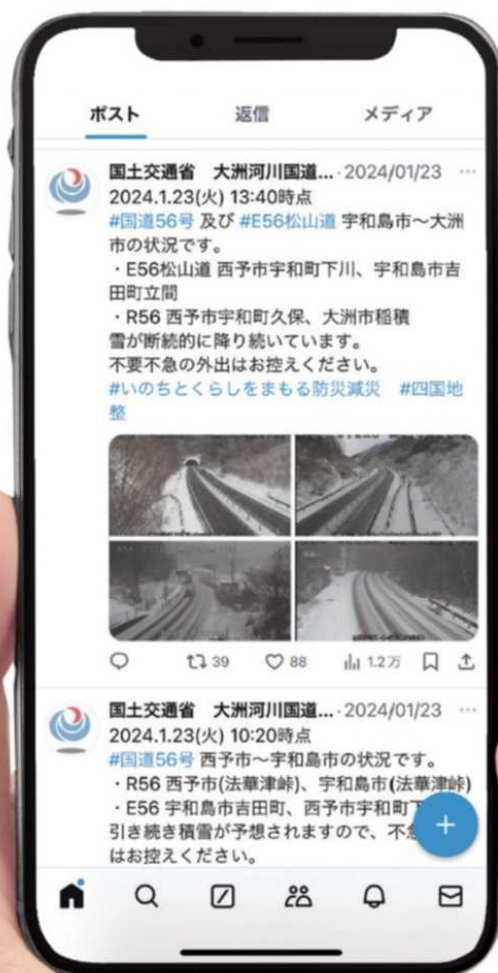 ポスト 返信 メディア
国土交通省 大洲河川国道... · 2024/01/23 ...
2024.1.23(火) 13:40時点
#国道56号 及び #E56松山道 宇和島市～大洲
市の状況です。
・E56松山道 西予市宇和町下川、宇和島市吉
田町立間
・R56 西予市宇和町久保、大洲市稲積
雪が断続的に降り続いています。
不要不急の外出はお控えください。
#いのちとくらしをまもる防災減災 #四国地
整
39 88 1.2万
国土交通省 大洲河川国道... · 2024/01/23 ...
2024.1.23(火) 10:20時点
#国道56号 西予市～宇和島市の状況です。
・R56 西予市(法華津峠)、宇和島市(法華津峠)
・E56 宇和島市吉田町、西予市宇和町
引き続き積雪が予想されますので、不
はお控えください。